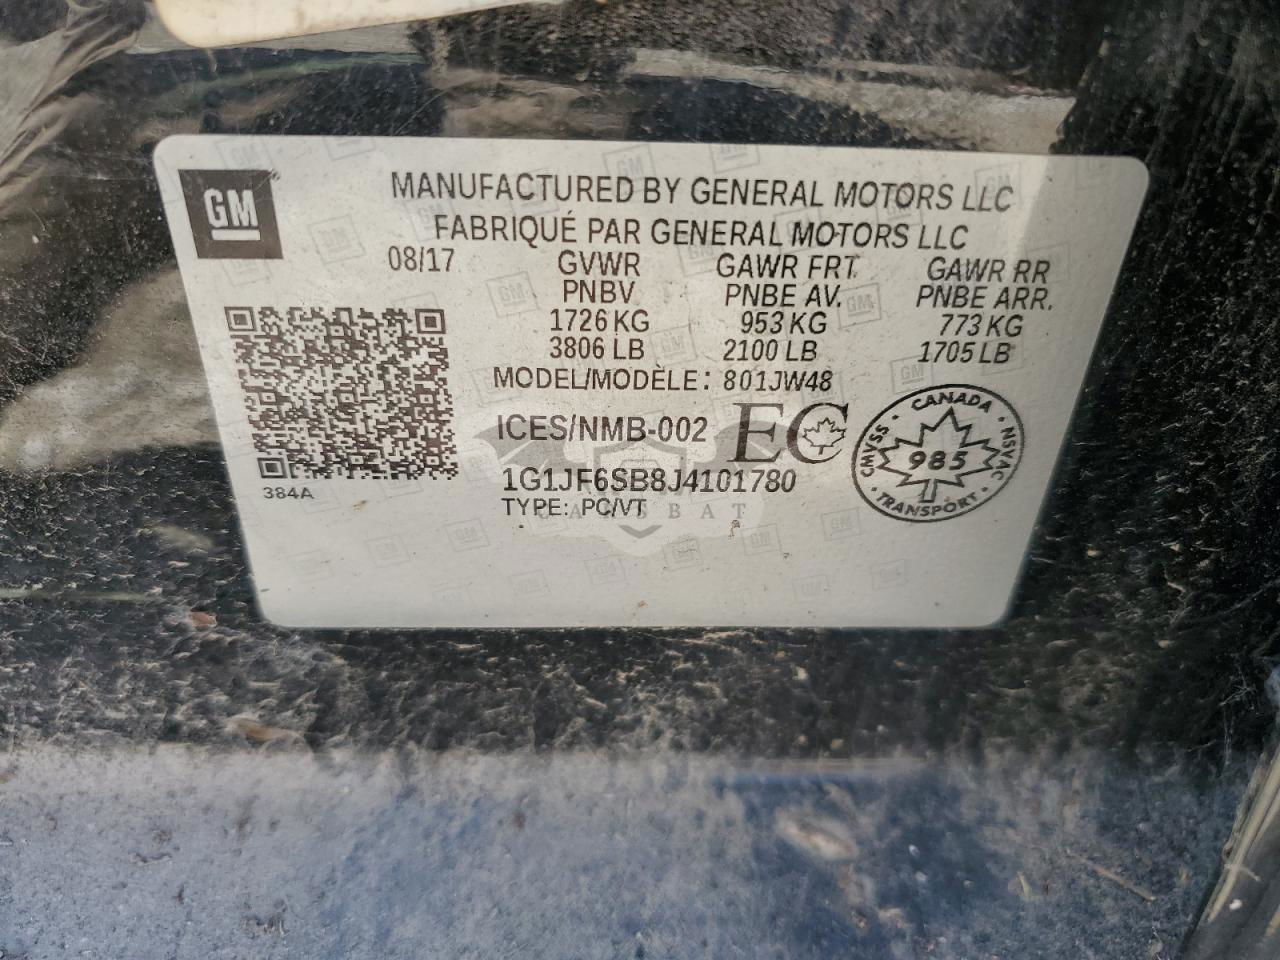 GM
MANUFACTURED BY GENERAL MOTORS LLC
FABRIQUÉ PAR GENERAL MOTORS LLC
08/17 GVWR GAWR FRT. GAWR RR
PNBV PNBE AV. PNBE ARR.
1726 KG 953 KG 773 KG
3806 LB 2100 LB 1705 LB
MODEL/MODÈLE: 801JW48
ICES/NMB-002 EC
CANADA
CMVSS 985 NSVAC
TRANSPORT
1G1JF6SB8J4101780
384A
TYPE: PC/VT
CARSBAT